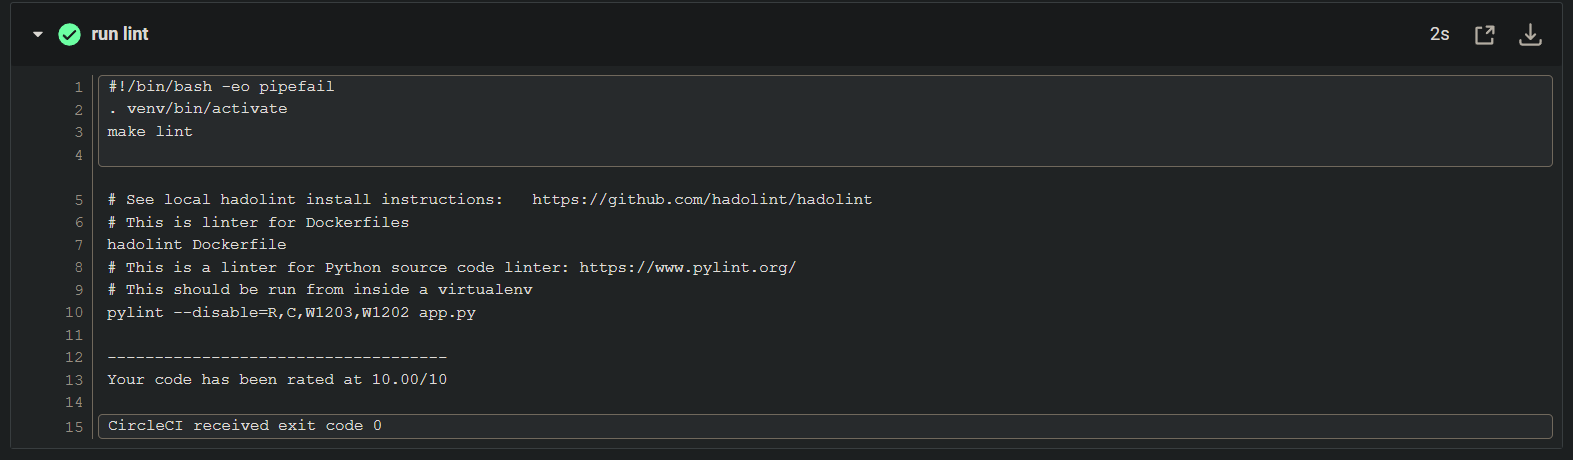 run lint
2s
1 #!/bin/bash -eo pipefail
2 . venv/bin/activate
3 make lint
4
5 # See local hadolint install instructions:   https://github.com/hadolint/hadolint
6 # This is linter for Dockerfiles
7 hadolint Dockerfile
8 # This is a linter for Python source code linter: https://www.pylint.org/
9 # This should be run from inside a virtualenv
10 pylint --disable=R,C,W1203,W1202 app.py
11
12 ------------------------------------
13 Your code has been rated at 10.00/10
14
15 CircleCI received exit code 0